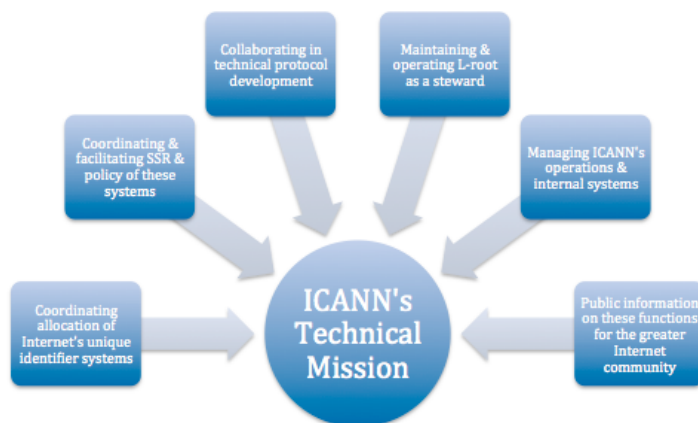 Collaborating in
technical protocol
development
Maintaining &
operating L-root
as a steward
Coordinating &
facilitating SSR &
policy of these
systems
Managing ICANN's
operations &
internal systems
Coordinating
allocation of
Internet's unique
identifier systems
ICANN's
Technical
Mission
Public information
on these functions
for the greater
Internet
community